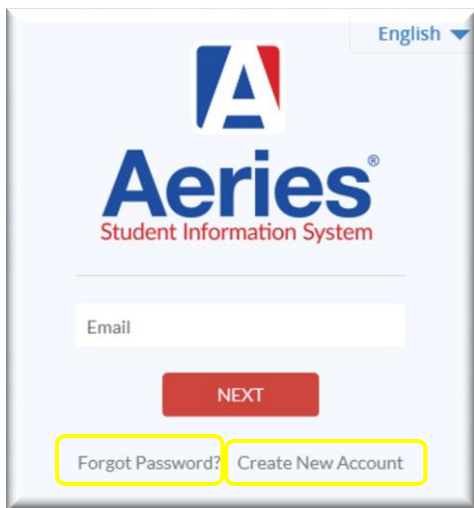 English
A
Aeries®
Student Information System
Email
NEXT
Forgot Password? Create New Account